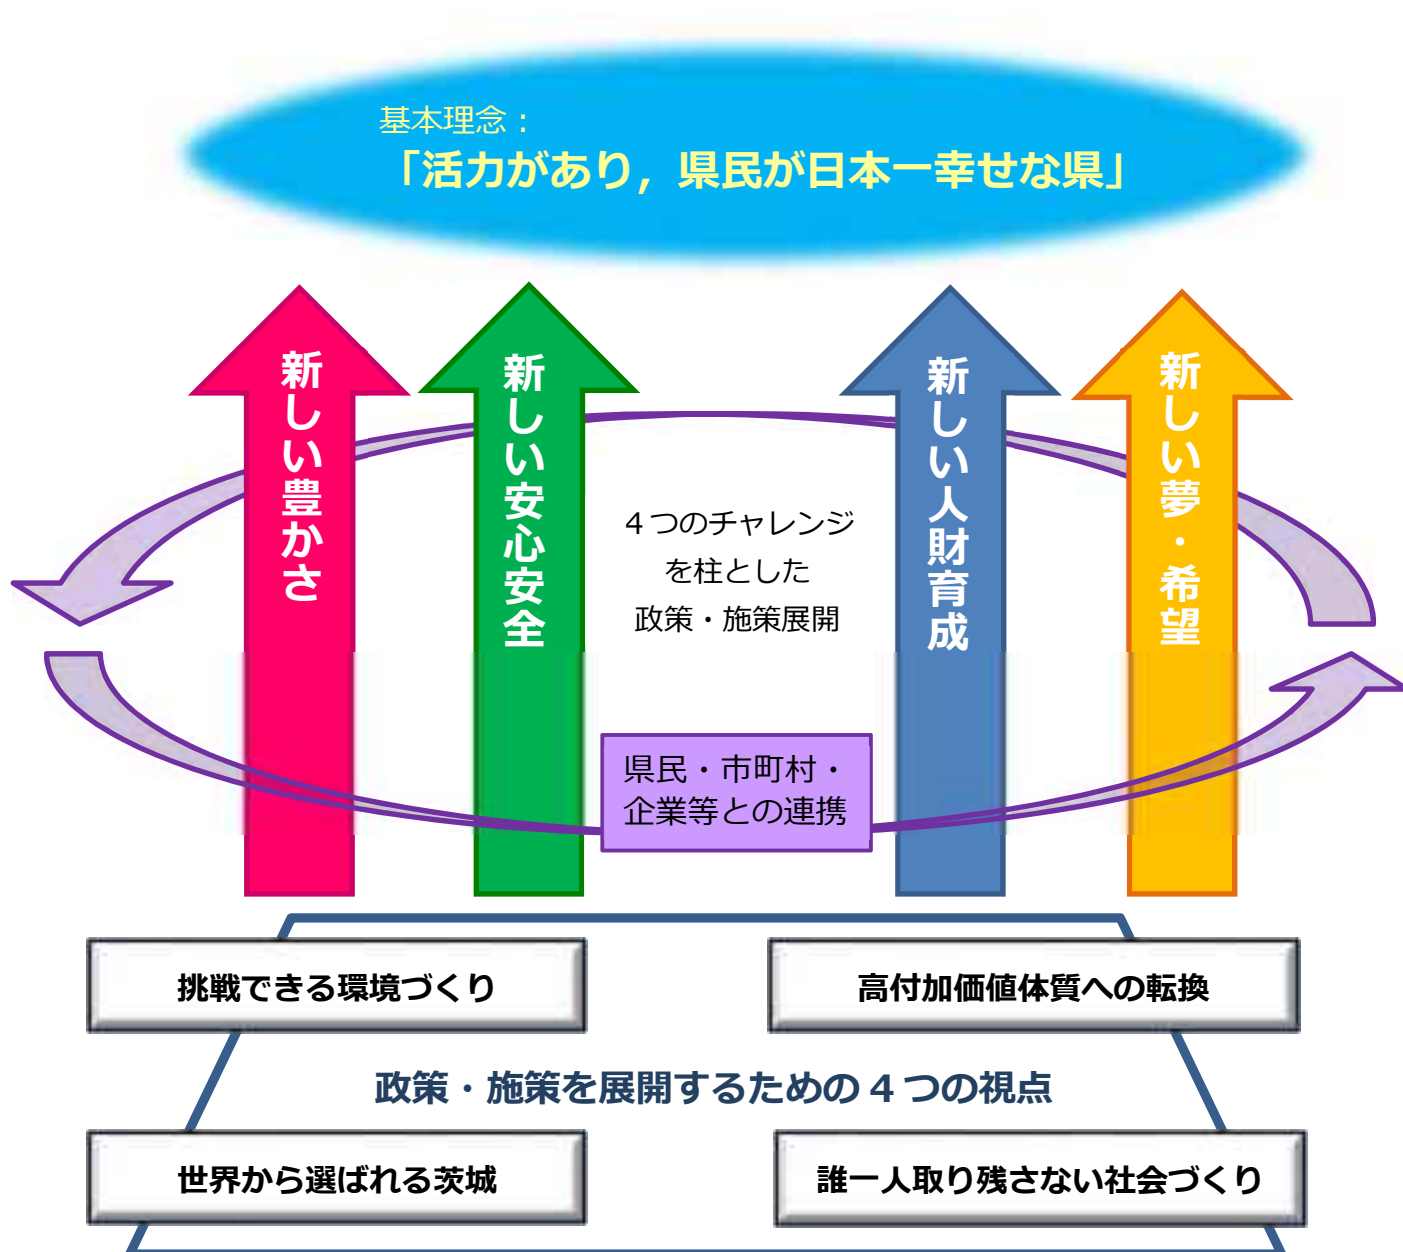 基本理念：
「活力があり，県民が日本一幸せな県」
新しい豊かさ
新しい安心安全
新しい人財育成
新しい夢・希望
４つのチャレンジ
を柱とした
政策・施策展開
県民・市町村・
企業等との連携
挑戦できる環境づくり
高付加価値体質への転換
政策・施策を展開するための４つの視点
世界から選ばれる茨城
誰一人取り残さない社会づくり